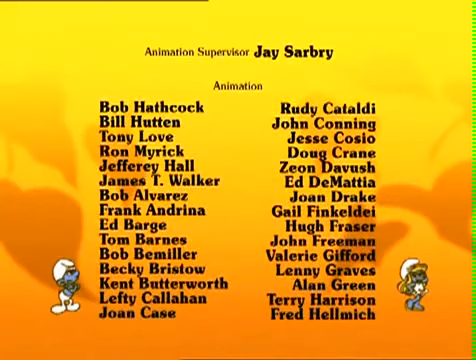 Animation Supervisor Jay Sarbry
Animation
Bob Hathcock
Bill Hutten
Tony Love
Ron Myrick
Jefferey Hall
James T. Walker
Bob Alvarez
Frank Andrina
Ed Barge
Tom Barnes
Bob Bemiller
Becky Bristow
Kent Butterworth
Lefty Callahan
Joan Case
Rudy Cataldi
John Conning
Jesse Cosio
Doug Crane
Zeon Davush
Ed DeMattia
Joan Drake
Gail Finkeldei
Hugh Fraser
John Freeman
Valerie Gifford
Lenny Graves
Alan Green
Terry Harrison
Fred Hellmich